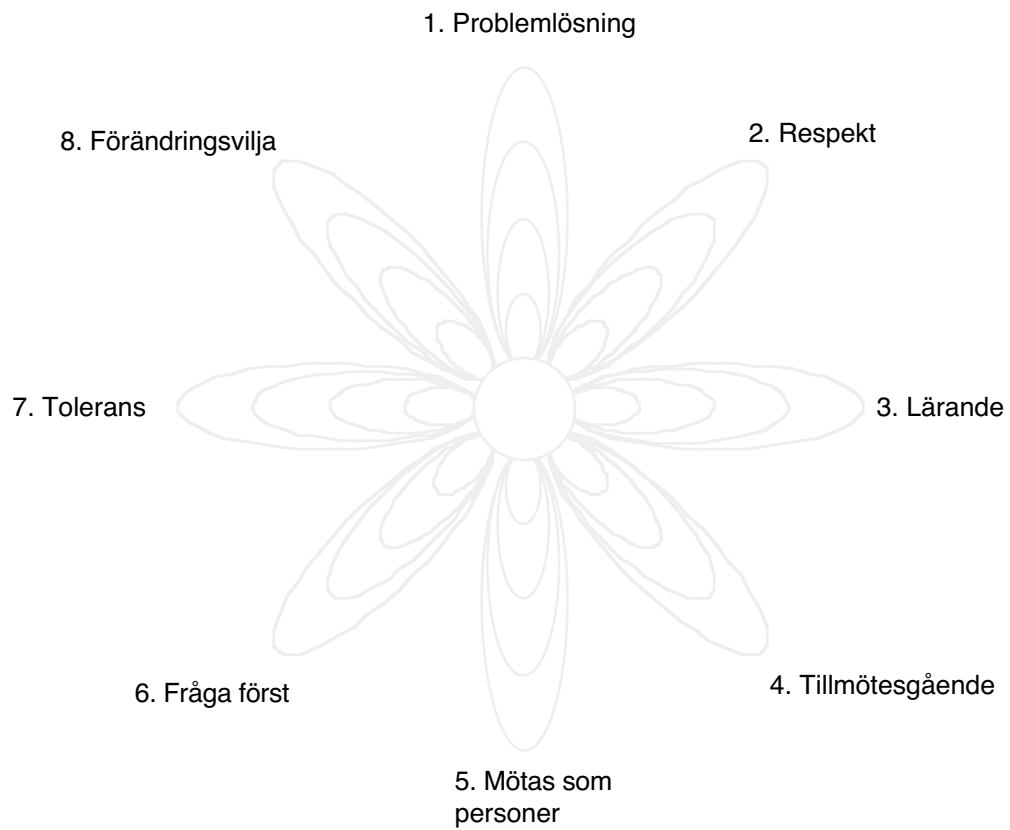 1. Problemlösning
2. Respekt
3. Lärande
4. Tillmötesgående
5. Mötas som
personer
6. Fråga först
7. Tolerans
8. Förändringsvilja